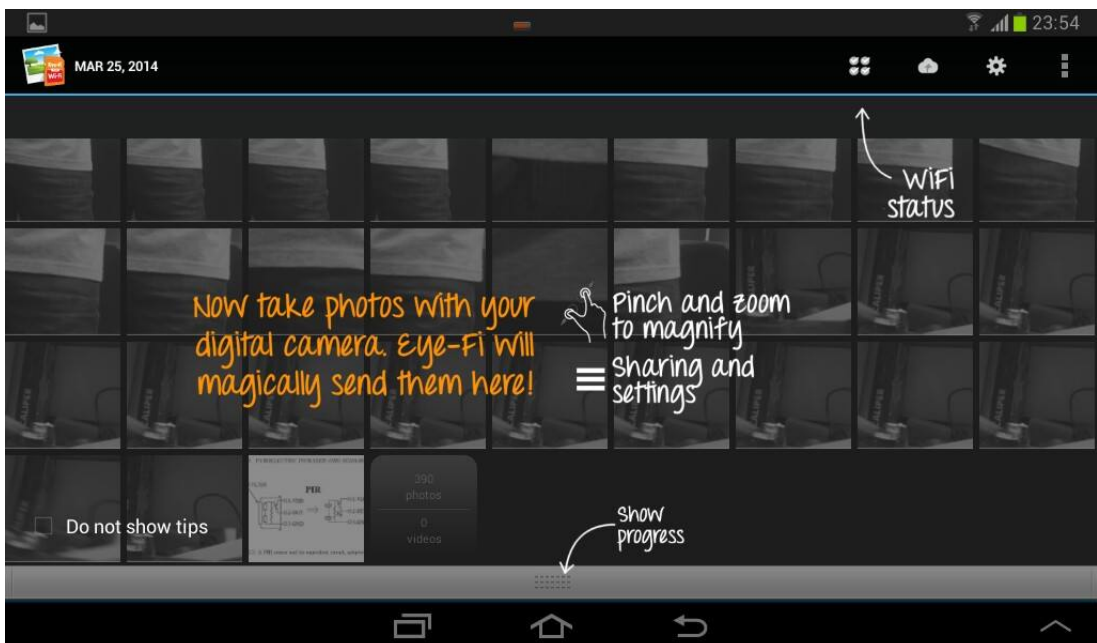 23:54
MAR 25, 2014
WiFi
status
Now take photos with your
digital camera. Eye-Fi will
magically send them here!
Pinch and zoom
to magnify
Sharing and
settings
PIR
390
photos
0
videos
Do not show tips
Show
progress